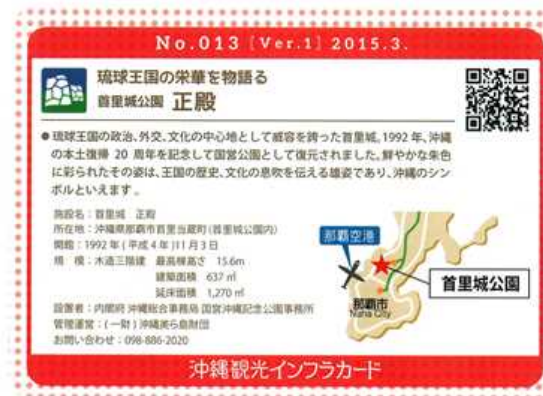 No.013 [Ver.1] 2015.3.
琉球王国の栄華を物語る
首里城公園 正殿
● 琉球王国の政治、外交、文化の中心地として威容を誇った首里城。1992年、沖縄
の本土復帰 20 周年を記念して国営公園として復元されました。鮮やかな朱色
に彩られたその姿は、王国の歴史、文化の息吹を伝える雄姿であり、沖縄のシン
ボルといえます。
施設名：首里城 正殿
所在地：沖縄県那覇市首里当蔵町(首里城公園内)
開館：1992年(平成4年)11月3日
規 模：木造三階建 最高棟高さ 15.6m
建築面積 637㎡
延床面積 1,270㎡
設置者：内閣府 沖縄総合事務局 国営沖縄記念公園事務所
管理運営：(一財)沖縄美ら島財団
お問い合わせ：098-886-2020
那覇空港
首里城公園
那覇市
Naha City
沖縄観光インフラカード